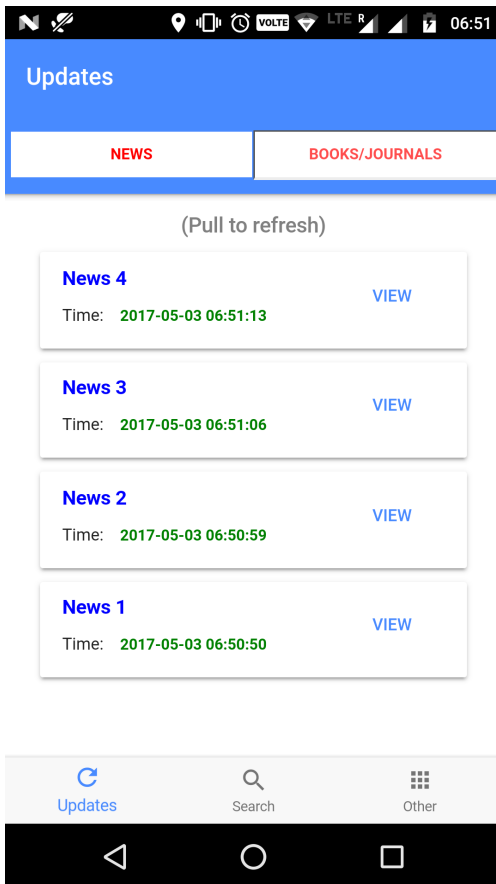 VOLTE LTE R 06:51
Updates
NEWS BOOKS/JOURNALS
(Pull to refresh)
News 4
VIEW
Time: 2017-05-03 06:51:13
News 3
VIEW
Time: 2017-05-03 06:51:06
News 2
VIEW
Time: 2017-05-03 06:50:59
News 1
VIEW
Time: 2017-05-03 06:50:50
Updates Search Other